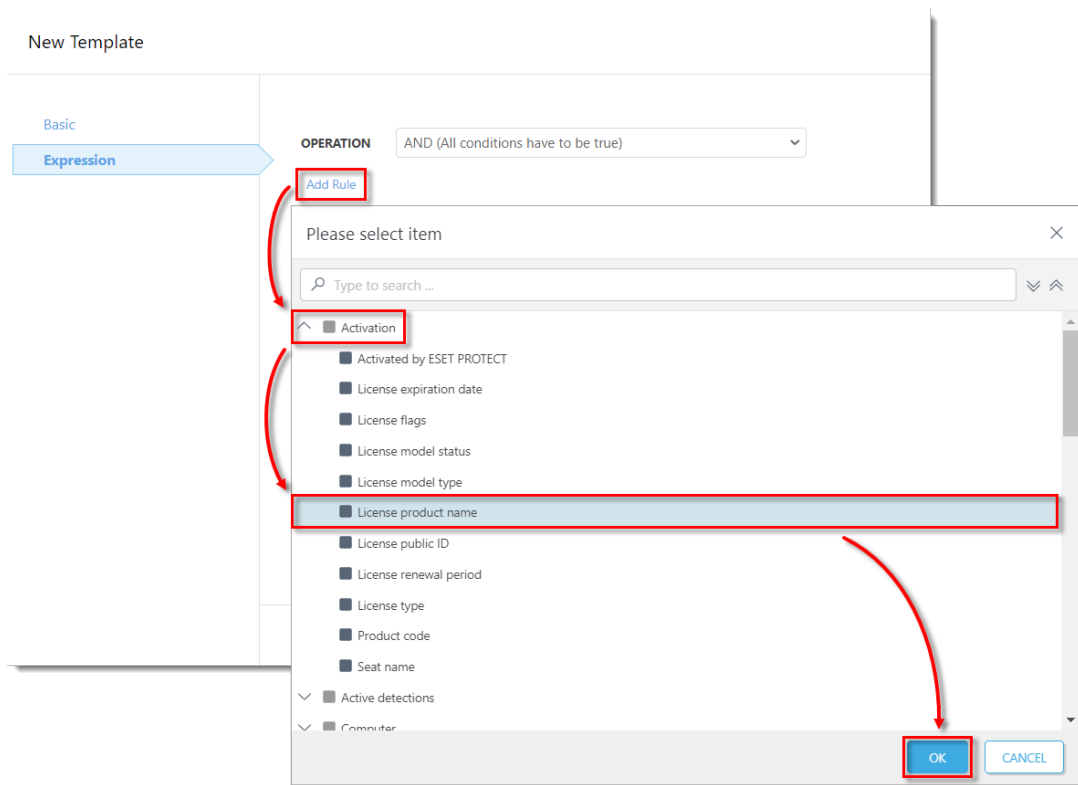 New Template
Basic
Expression
OPERATION AND (All conditions have to be true)
Add Rule
Please select item
Type to search ...
Activation
Activated by ESET PROTECT
License expiration date
License flags
License model status
License model type
License product name
License public ID
License renewal period
License type
Product code
Seat name
Active detections
Computer
OK CANCEL